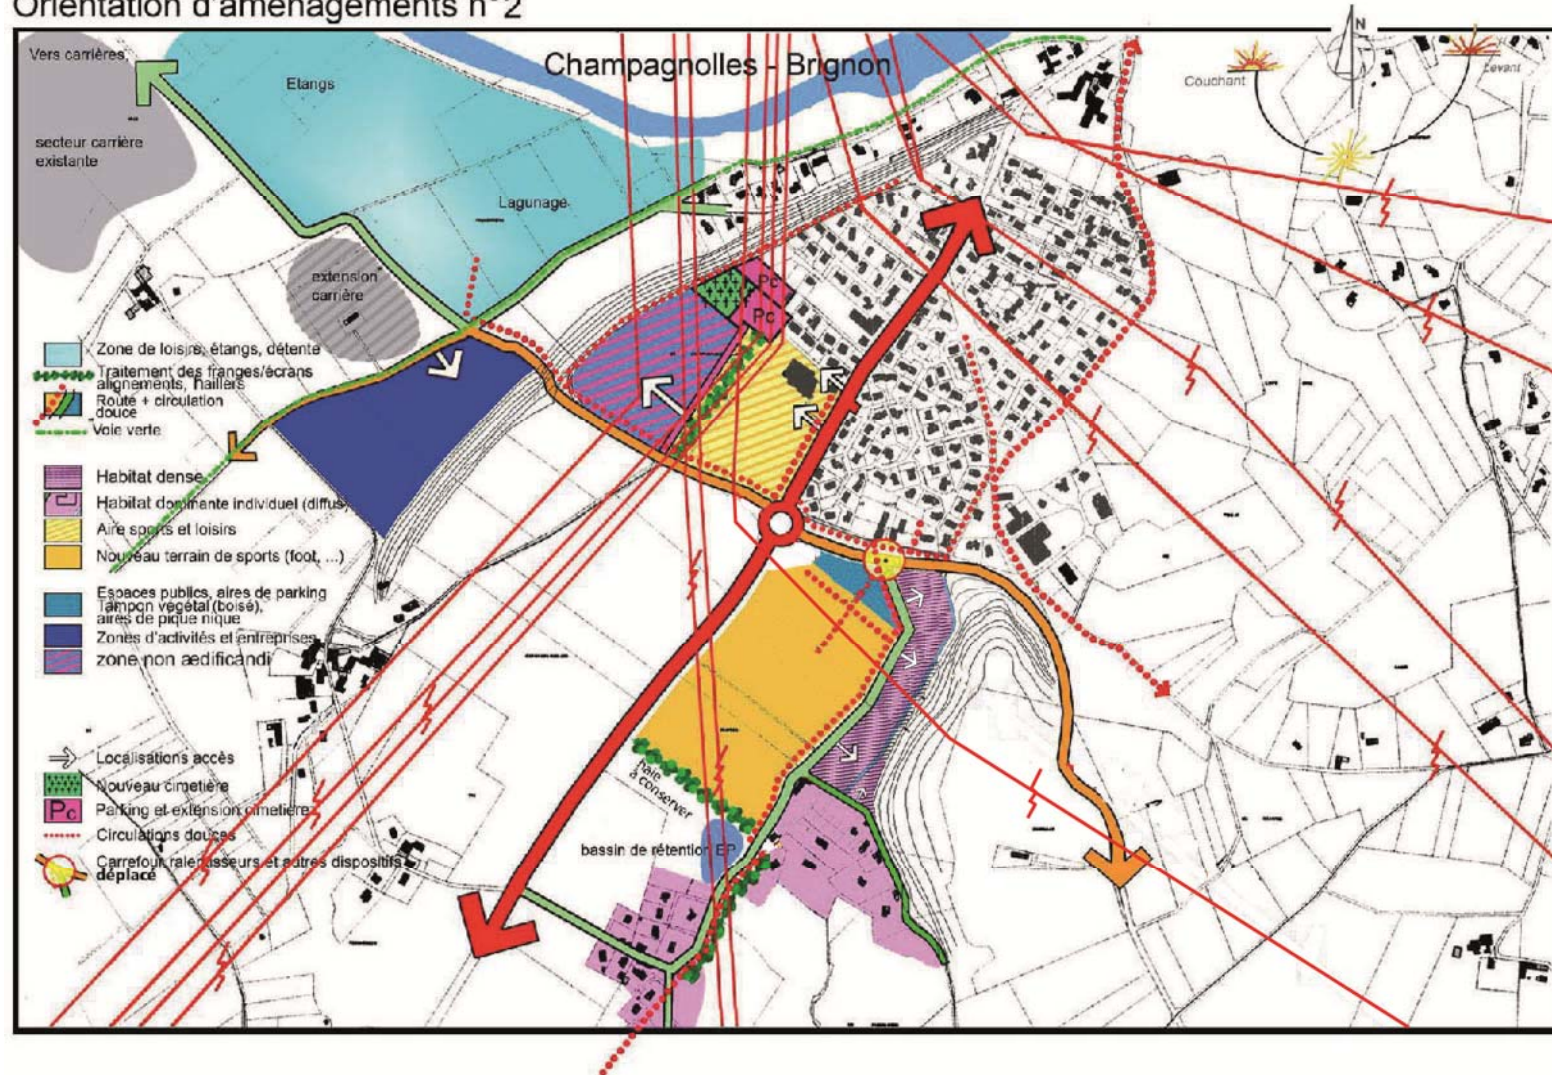 Orientation d'aménagements n°2
Champagnolles - Brignon
N
Couchant
Levant
Vers carrières
Etangs
secteur carrière
existante
Lagunage
extension
carrière
Pc
Pc
Zone de loisirs, étangs, détente
Traitement des franges/écrans
alignements, haillers
Route + circulation
douce
Voie verte
Habitat dense
Habitat dominante individuel (diffus)
Aire sports et loisirs
Nouveau terrain de sports (foot, ...)
Espaces publics, aires de parking
Tampon végétal (boisé),
aires de pique nique
Zones d'activités et entreprises
zone non ædificandi
Localisations accès
Nouveau cimetière
Pc Parking et extension cimetière
Circulations douces
Carrefour, ralentisseurs et autres dispositifs
déplacé
haie
à conserver
bassin de rétention EP